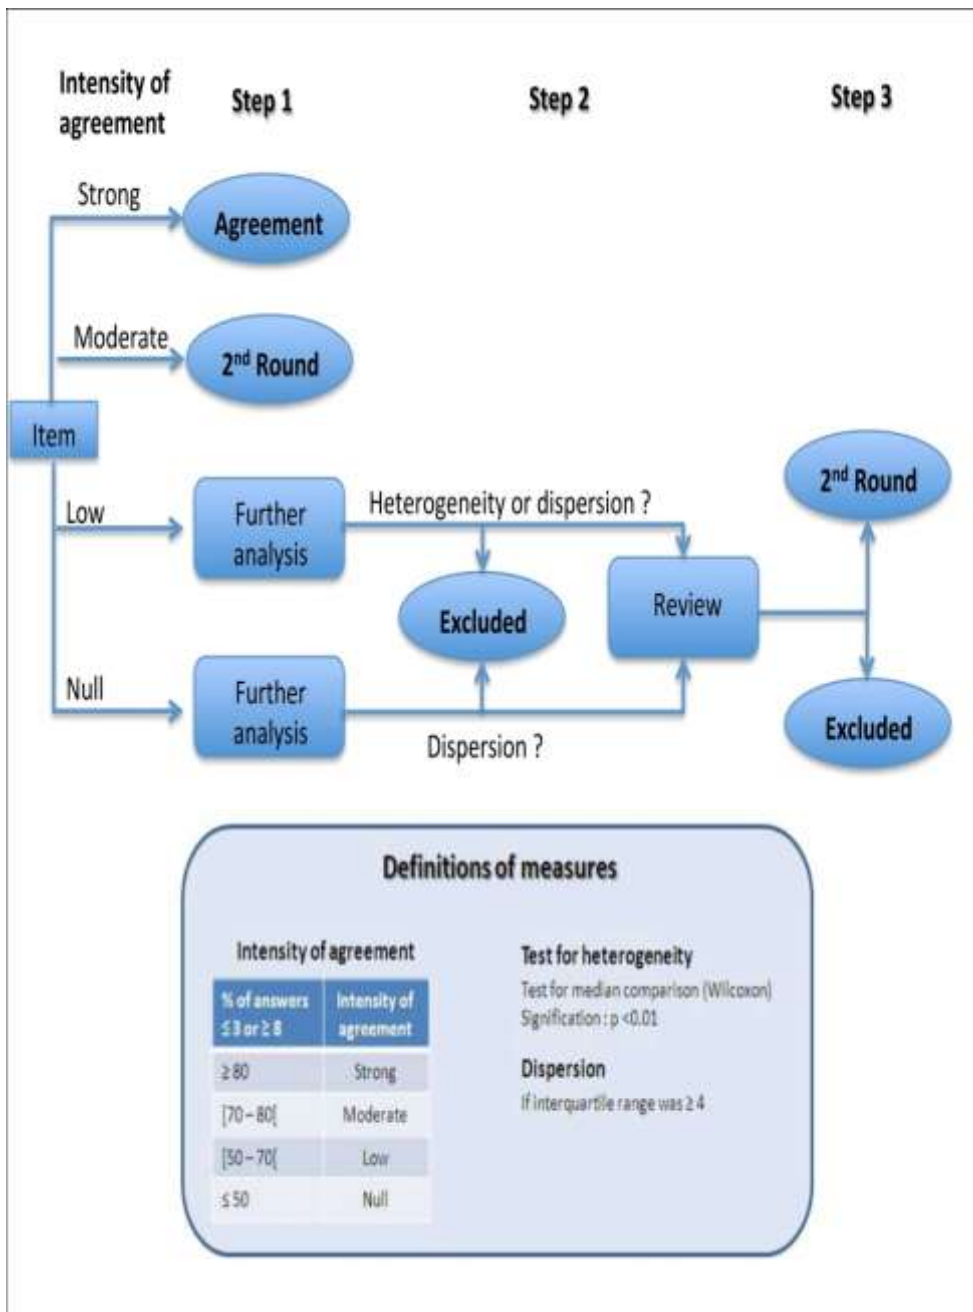 Intensity of
agreement
Step 1
Step 2
Step 3
Strong
Agreement
Moderate
2nd Round
Item
Low
Further
analysis
Heterogeneity or dispersion ?
2nd Round
Excluded
Review
Null
Further
analysis
Dispersion ?
Excluded
Definitions of measures
Intensity of agreement
% of answers
≤ 3 or ≥ 8
Intensity of
agreement
≥ 80
Strong
[70 – 80[
Moderate
[50 – 70[
Low
≤ 50
Null
Test for heterogeneity
Test for median comparison (Wilcoxon)
Signification : p <0.01
Dispersion
If interquartile range was ≥ 4